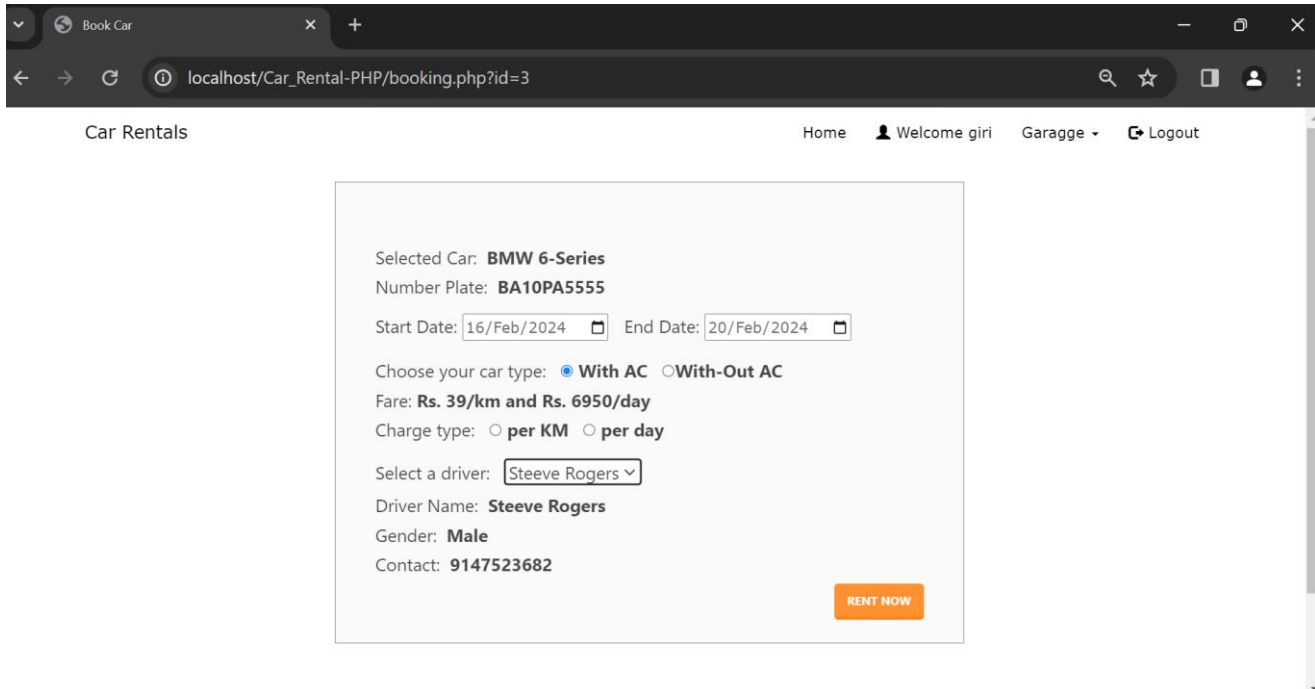 Book Car
localhost/Car_Rental-PHP/booking.php?id=3
Car Rentals Home Welcome giri Garagge Logout
Selected Car: BMW 6-Series
Number Plate: BA10PA5555
Start Date: 16/Feb/2024 End Date: 20/Feb/2024
Choose your car type: With AC With-Out AC
Fare: Rs. 39/km and Rs. 6950/day
Charge type: per KM per day
Select a driver: Steeve Rogers
Driver Name: Steeve Rogers
Gender: Male
Contact: 9147523682
RENT NOW